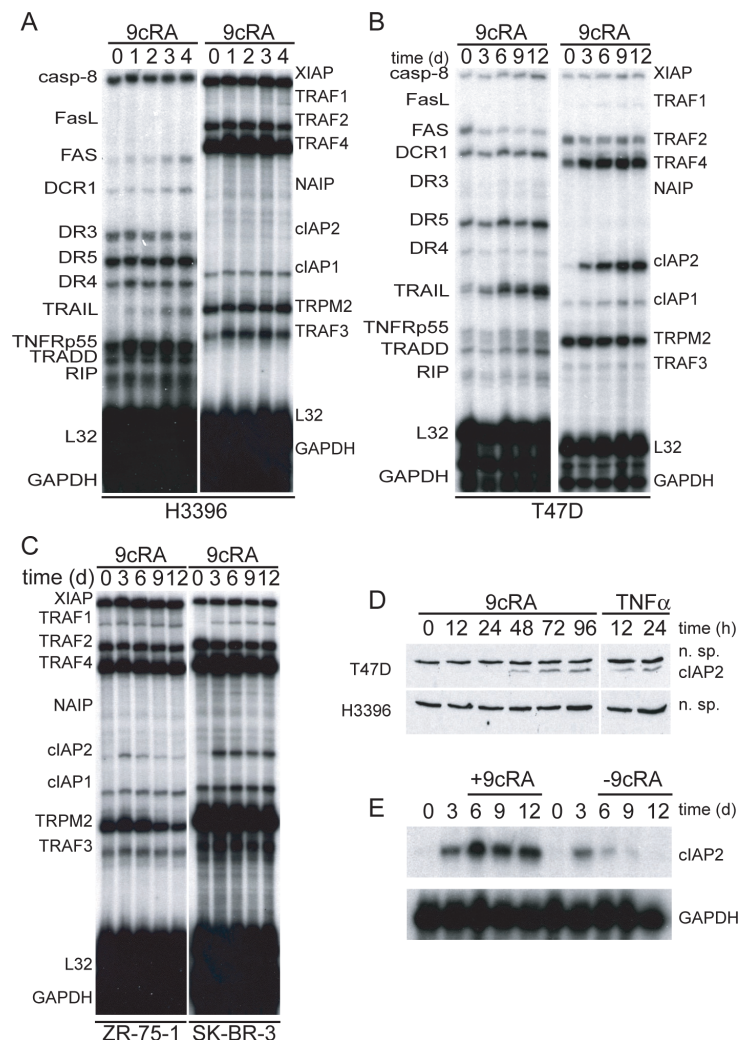 A
9cRA
9cRA
0 1 2 3 4
0 1 2 3 4
casp-8
FasL
FAS
DCR1
DR3
DR5
DR4
TRAIL
TNFRp55
TRADD
RIP
L32
GAPDH
XIAP
TRAF1
TRAF2
TRAF4
NAIP
cIAP2
cIAP1
TRPM2
TRAF3
L32
GAPDH
H3396
B
9cRA
9cRA
time (d) 0 3 6 9 12
0 3 6 9 12
casp-8
FasL
FAS
DCR1
DR3
DR5
DR4
TRAIL
TNFRp55
TRADD
RIP
L32
GAPDH
XIAP
TRAF1
TRAF2
TRAF4
NAIP
cIAP2
cIAP1
TRPM2
TRAF3
L32
GAPDH
T47D
C
9cRA
9cRA
time (d) 0 3 6 9 12
0 3 6 9 12
XIAP
TRAF1
TRAF2
TRAF4
NAIP
cIAP2
cIAP1
TRPM2
TRAF3
L32
GAPDH
ZR-75-1
SK-BR-3
D
9cRA
TNFα
0 12 24 48 72 96
12 24
time (h)
T47D
n. sp.
cIAP2
H3396
n. sp.
E
+9cRA
-9cRA
0 3 6 9 12 0 3 6 9 12 time (d)
cIAP2
GAPDH